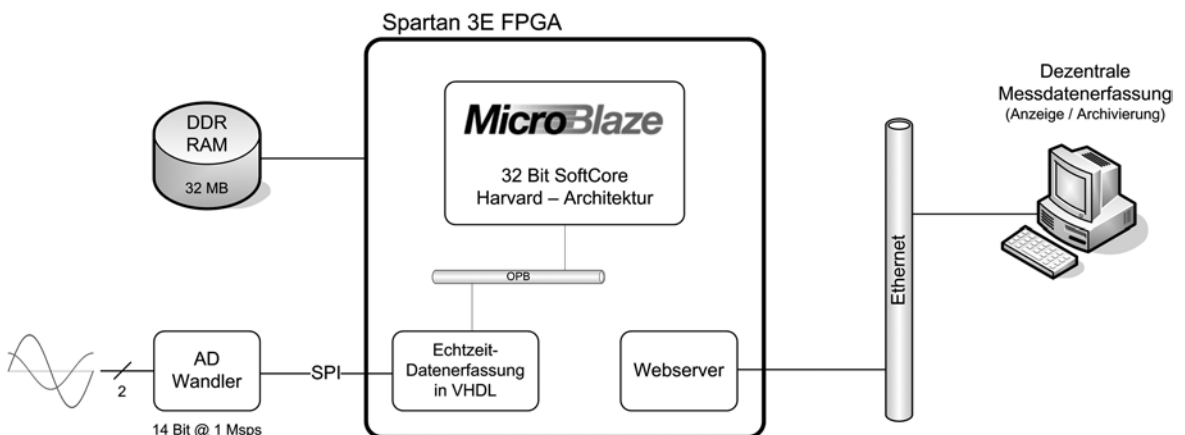 Spartan 3E FPGA
DDR
RAM
32 MB
MicroBlaze
32 Bit SoftCore
Harvard – Architektur
OPB
Dezentrale
Messdatenerfassung
(Anzeige / Archivierung)
Ethernet
2
AD
Wandler
14 Bit @ 1 Msps
SPI
Echtzeit-
Datenerfassung
in VHDL
Webserver